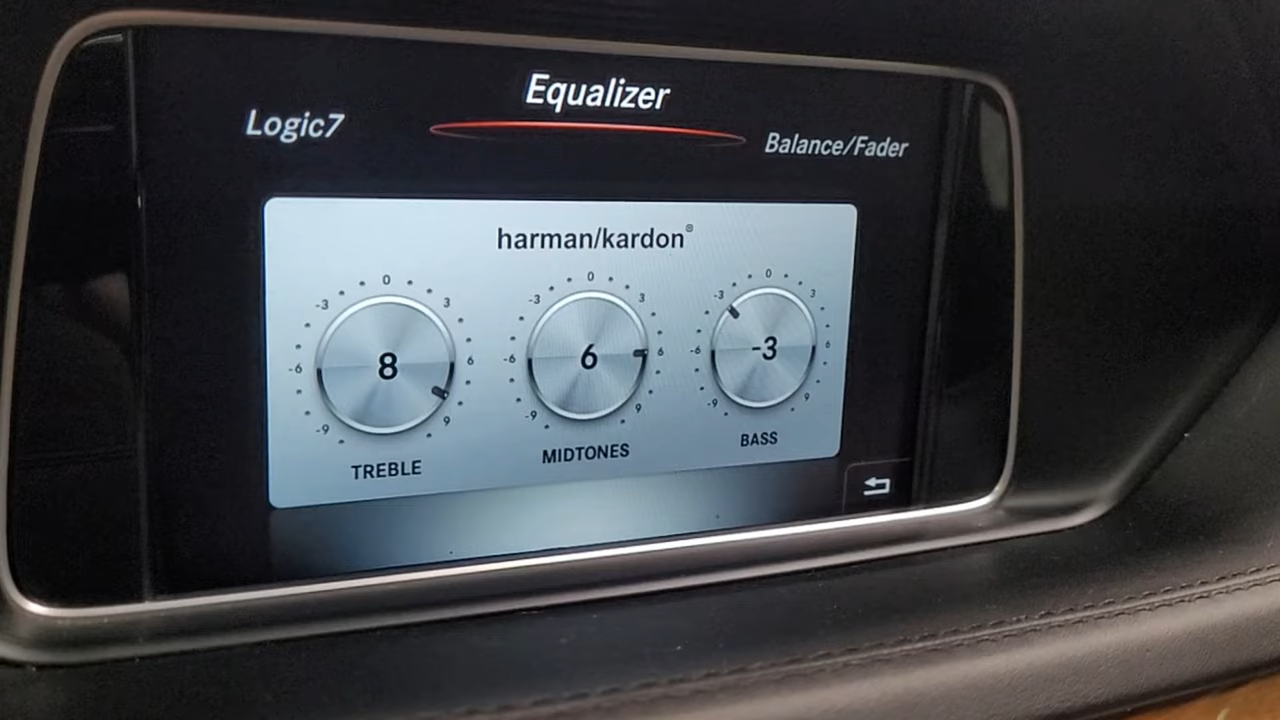 Equalizer
Logic7
Balance/Fader
harman/kardon®
0 0 0
-3 3 -3 3 -3 3
-6 8 6 -6 6 6 -6 -3 6
-9 9 -9 9 -9 9
TREBLE MIDTONES BASS